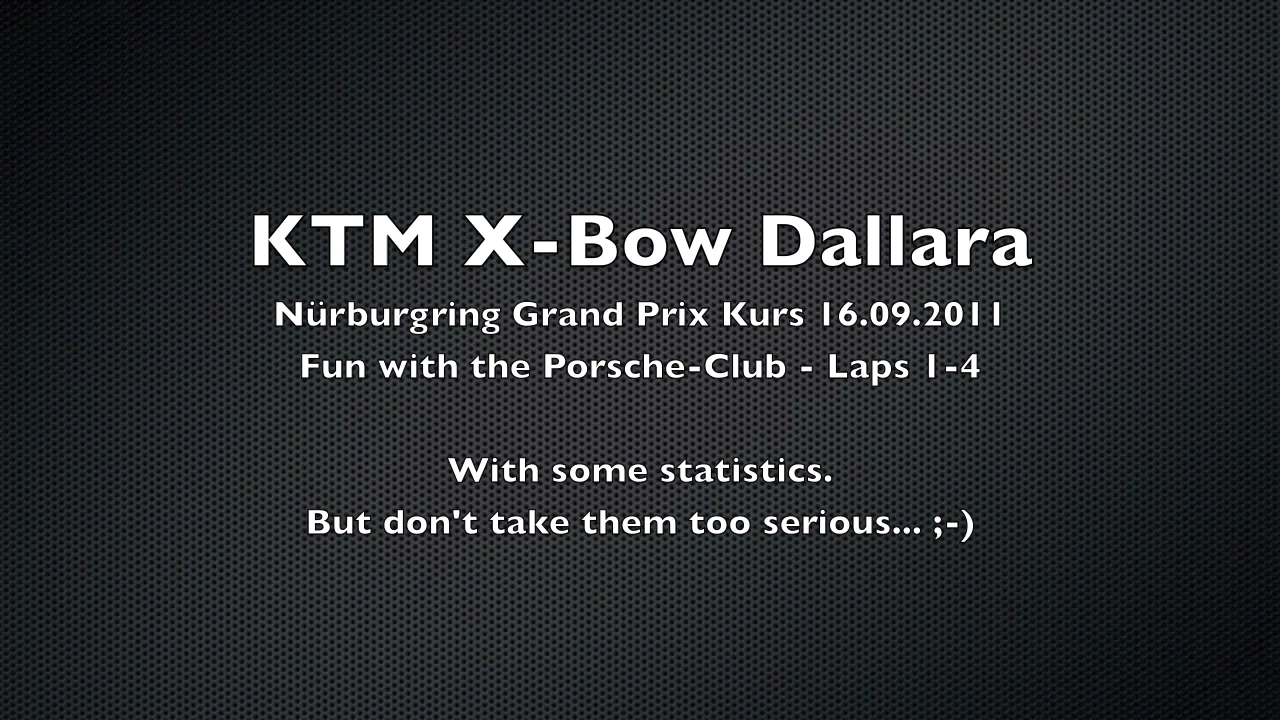 KTM X-Bow Dallara
Nürburgring Grand Prix Kurs 16.09.2011
Fun with the Porsche-Club - Laps 1-4
With some statistics.
But don't take them too serious... ;-)